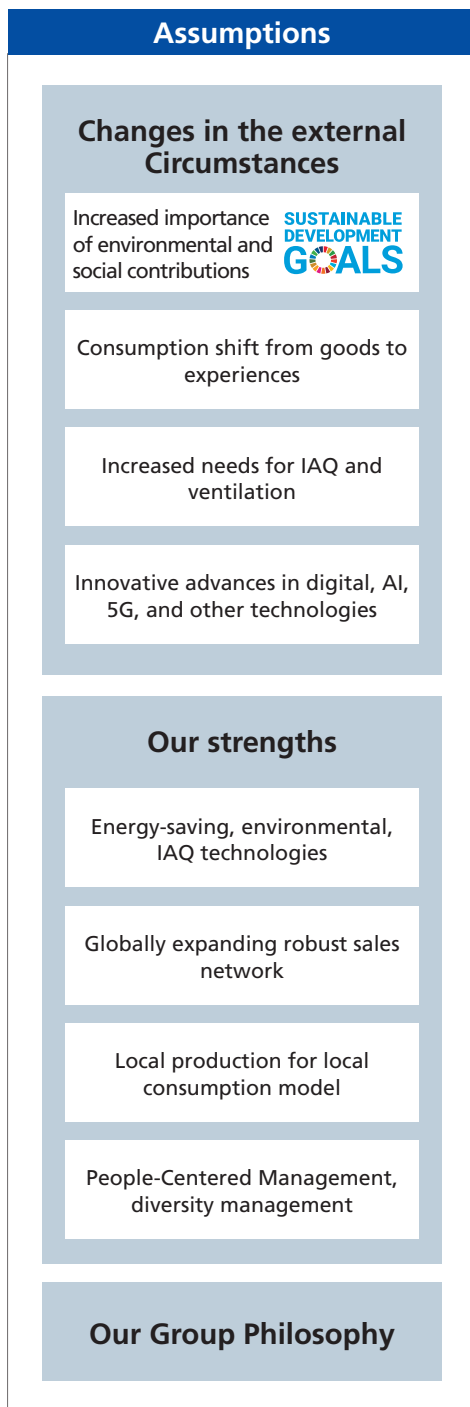 Assumptions
Changes in the external
Circumstances
Increased importance
of environmental and
social contributions
SUSTAINABLE
DEVELOPMENT
GOALS
Consumption shift from goods to
experiences
Increased needs for IAQ and
ventilation
Innovative advances in digital, AI,
5G, and other technologies
Our strengths
Energy-saving, environmental,
IAQ technologies
Globally expanding robust sales
network
Local production for local
consumption model
People-Centered Management,
diversity management
Our Group Philosophy